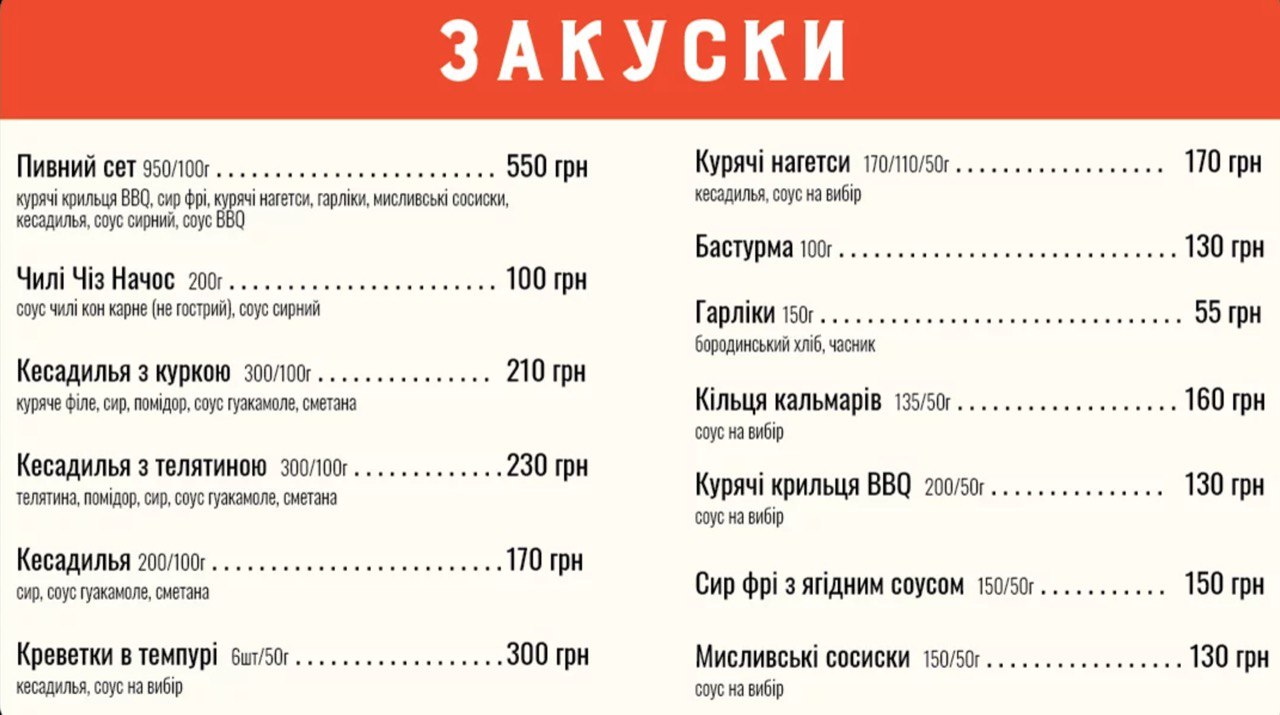 ЗАКУСКИ
Пивний сет 950/100г ............................ 550 грн
курячі крильця BBQ, сир фрі, курячі нагетси, гарліки, мисливські сосиски,
кесадилья, соус сирний, соус BBQ
Чилі Чіз Начос 200г .......................... 100 грн
соус чилі кон карне (не гострий), соус сирний
Кесадилья з куркою 300/100г ................ 210 грн
куряче філе, сир, помідор, соус гуакамоле, сметана
Кесадилья з телятиною 300/100г .............. 230 грн
телятина, помідор, сир, соус гуакамоле, сметана
Кесадилья 200/100г ............................ 170 грн
сир, соус гуакамоле, сметана
Креветки в темпурі 6шт/50г .................... 300 грн
кесадилья, соус на вибір
Курячі нагетси 170/110/50г .................... 170 грн
кесадилья, соус на вибір
Бастурма 100г ................................. 130 грн
Гарліки 150г ................................... 55 грн
бородинський хліб, часник
Кільця кальмарів 135/50г ..................... 160 грн
соус на вибір
Курячі крильця BBQ 200/50г ................. 130 грн
соус на вибір
Сир фрі з ягідним соусом 150/50г ............ 150 грн
Мисливські сосиски 150/50г ................... 130 грн
соус на вибір